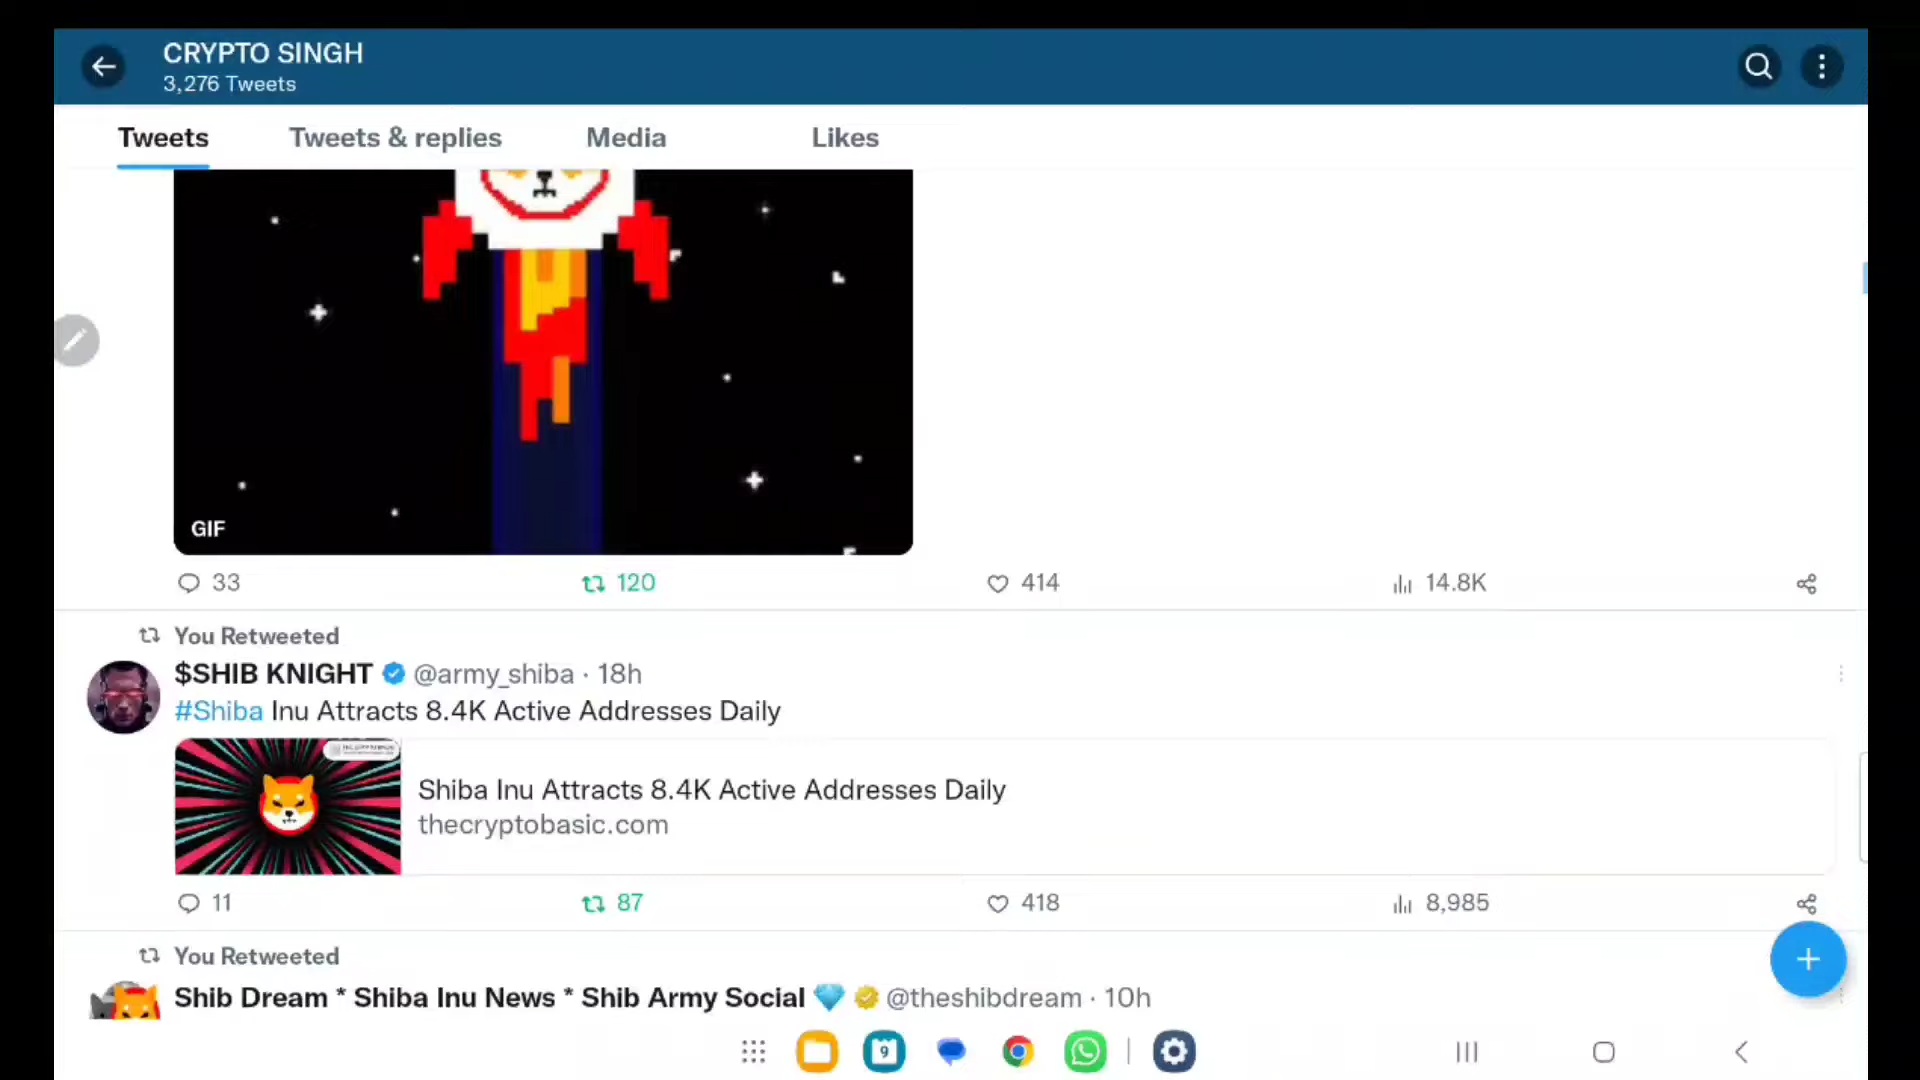 CRYPTO SINGH
3,276 Tweets
Tweets
Tweets & replies
Media
Likes
GIF
33
120
414
14.8K
You Retweeted
$SHIB KNIGHT @army_shiba · 18h
#Shiba Inu Attracts 8.4K Active Addresses Daily
Shiba Inu Attracts 8.4K Active Addresses Daily
thecryptobasic.com
11
87
418
8,985
You Retweeted
Shib Dream * Shiba Inu News * Shib Army Social @theshibdream · 10h
9